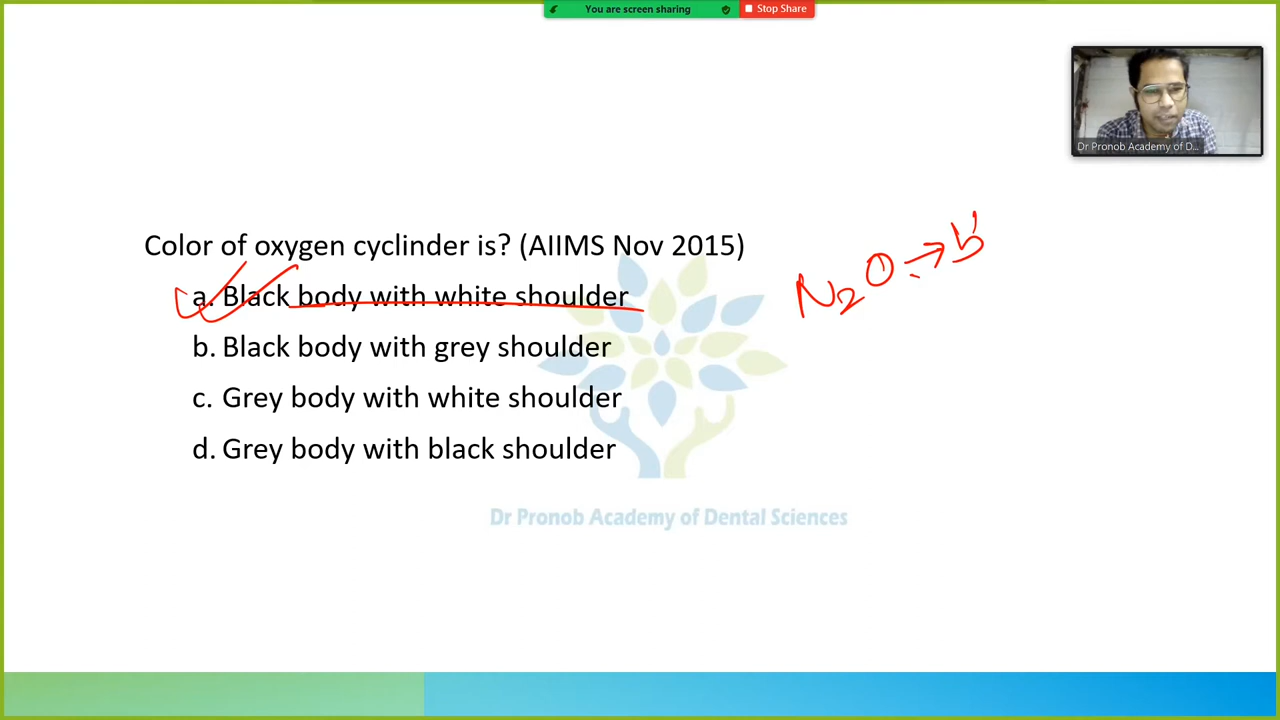 You are screen sharing
Stop Share
Dr Pronob Academy of D...
Color of oxygen cyclinder is? (AIIMS Nov 2015)
a. Black body with white shoulder
b. Black body with grey shoulder
c. Grey body with white shoulder
d. Grey body with black shoulder
N2O → b
Dr Pronob Academy of Dental Sciences